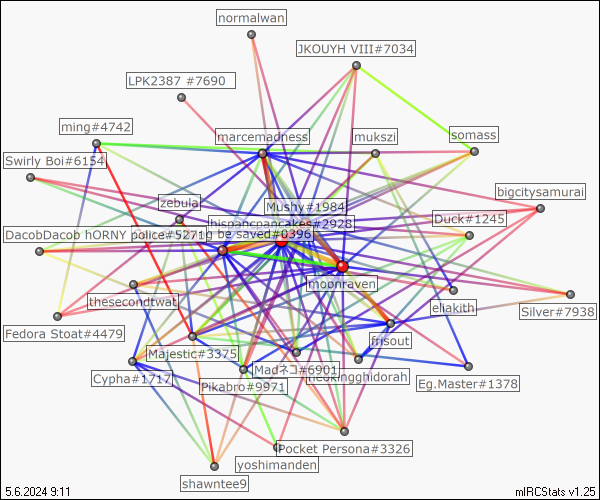 normalwan
JKOUYH VIII#7034
LPK2387 #7690
ming#4742
marcemadness
mukszi
somass
Swirly Boi#6154
bigcitysamurai
zebula
Mushy#1984
Duck#1245
hispancpancakes#2928
DacobDacob hORNY police#5271
g be saved#0396
moonraven
eliakith
thesecondtwat
Silver#7938
Fedora Stoat#4479
frisout
Majestic#3375
Cypha#1717
Madネコ#6901
neckingghidorah
Pikabro#9971
Eg.Master#1378
Pocket Persona#3326
yoshimanden
shawntee9
5.6.2024 9:11
mIRCStats v1.25